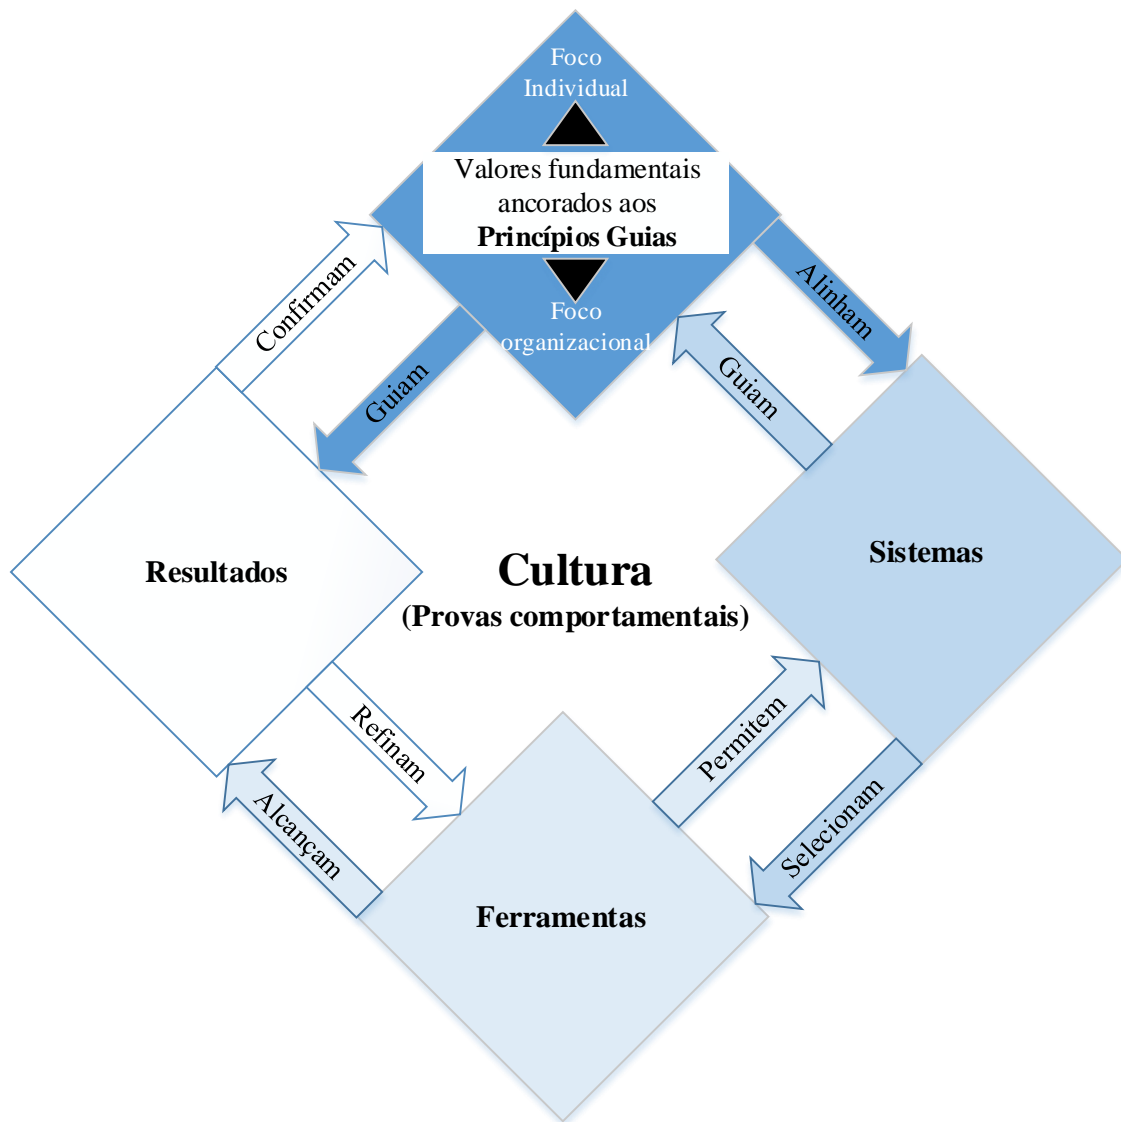 Foco
Individual
Valores fundamentais
ancorados aos
Princípios Guias
Foco
organizacional
Confirmam
Guiam
Alinham
Guiam
Resultados
Cultura
(Provas comportamentais)
Sistemas
Refinam
Alcançam
Permitem
Selecionam
Ferramentas